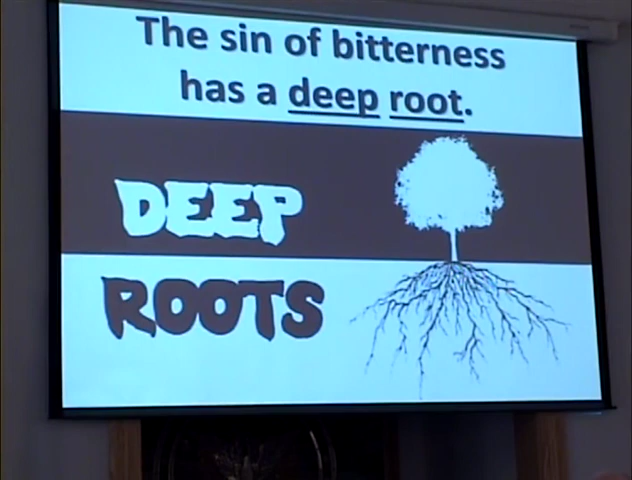 The sin of bitterness
has a deep root.
DEEP
ROOTS